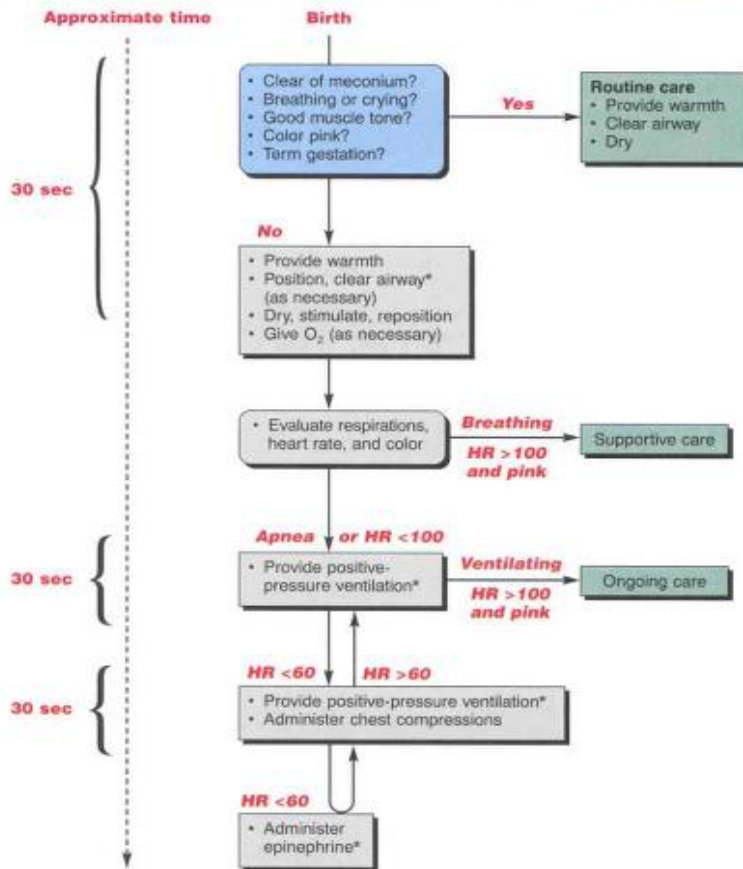 Approximate time
Birth
• Clear of meconium?
• Breathing or crying?
• Good muscle tone?
• Color pink?
• Term gestation?
Yes
Routine care
• Provide warmth
• Clear airway
• Dry
30 sec
No
• Provide warmth
• Position, clear airway*
(as necessary)
• Dry, stimulate, reposition
• Give O₂ (as necessary)
• Evaluate respirations,
heart rate, and color
Breathing
HR >100
and pink
Supportive care
Apnea or HR <100
30 sec
• Provide positive-
pressure ventilation*
Ventilating
HR >100
and pink
Ongoing care
HR <60
HR >60
30 sec
• Provide positive-pressure ventilation*
• Administer chest compressions
HR <60
• Administer
epinephrine*